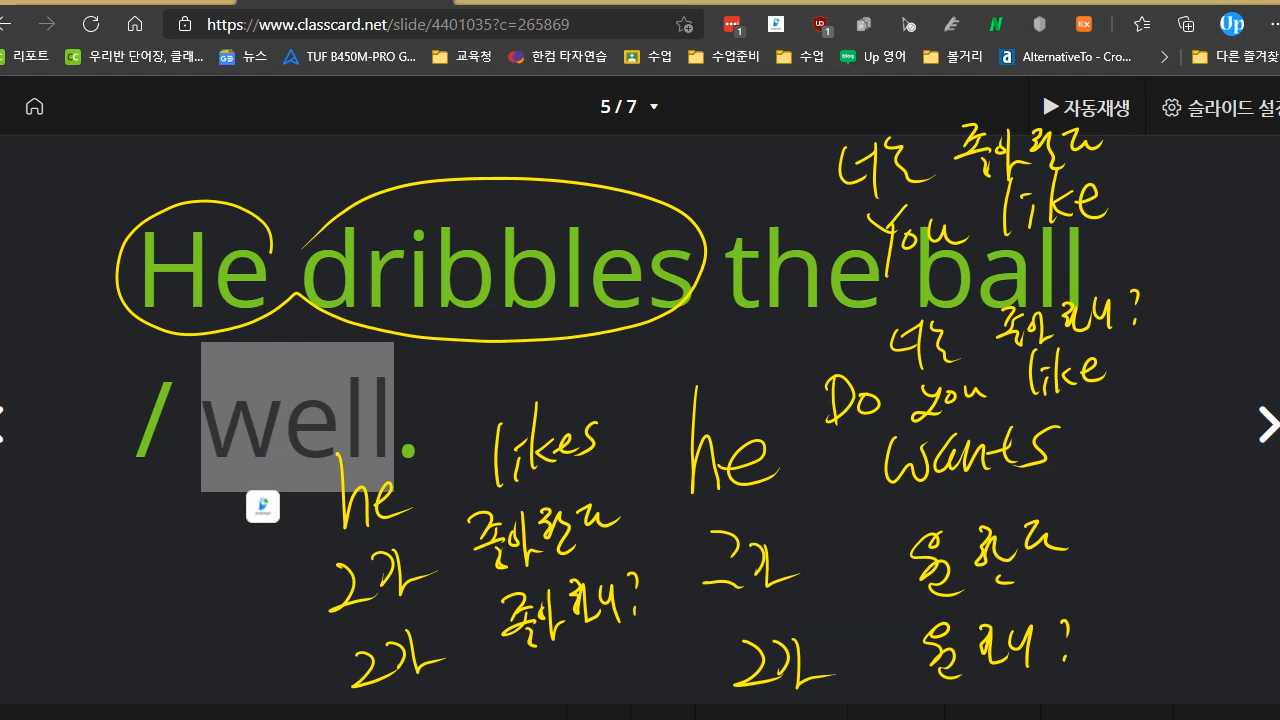 https://www.classcard.net/slide/4401035?c=265869
리포트 우리반 단어장, 클래... 뉴스 TUF B450M-PRO G... 교육청 한컴 타자연습 수업 수업준비 수업 Up 영어 볼거리 AlternativeTo - Cro... 다른 즐겨찾
5 / 7 자동재생 슬라이드 설정
너는 좋아한다
You like
He dribbles the ball
너는 좋아하니?
Do you like
/ well.
likes he wants
he
좋아한다 그가 원한다
그가
좋아하니?
그가 그가 원하니?